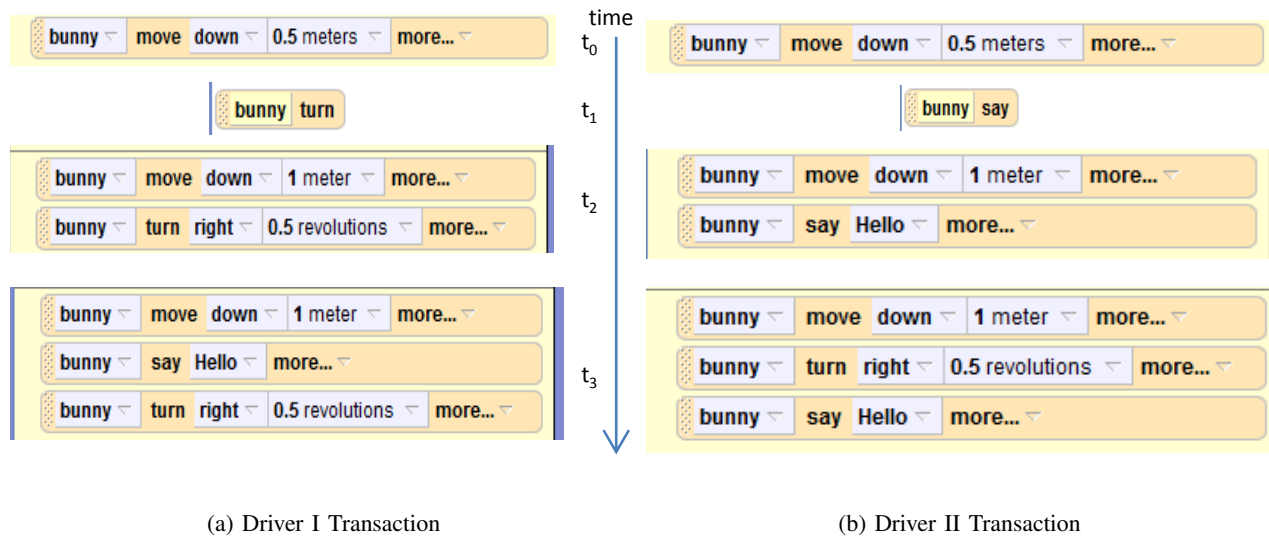 bunny move down 0.5 meters more...
time
t0
bunny move down 0.5 meters more...
bunny turn
t1
bunny say
bunny move down 1 meter more...
bunny turn right 0.5 revolutions more...
t2
bunny move down 1 meter more...
bunny say Hello more...
bunny move down 1 meter more...
bunny say Hello more...
bunny turn right 0.5 revolutions more...
t3
bunny move down 1 meter more...
bunny turn right 0.5 revolutions more...
bunny say Hello more...
(a) Driver I Transaction
(b) Driver II Transaction